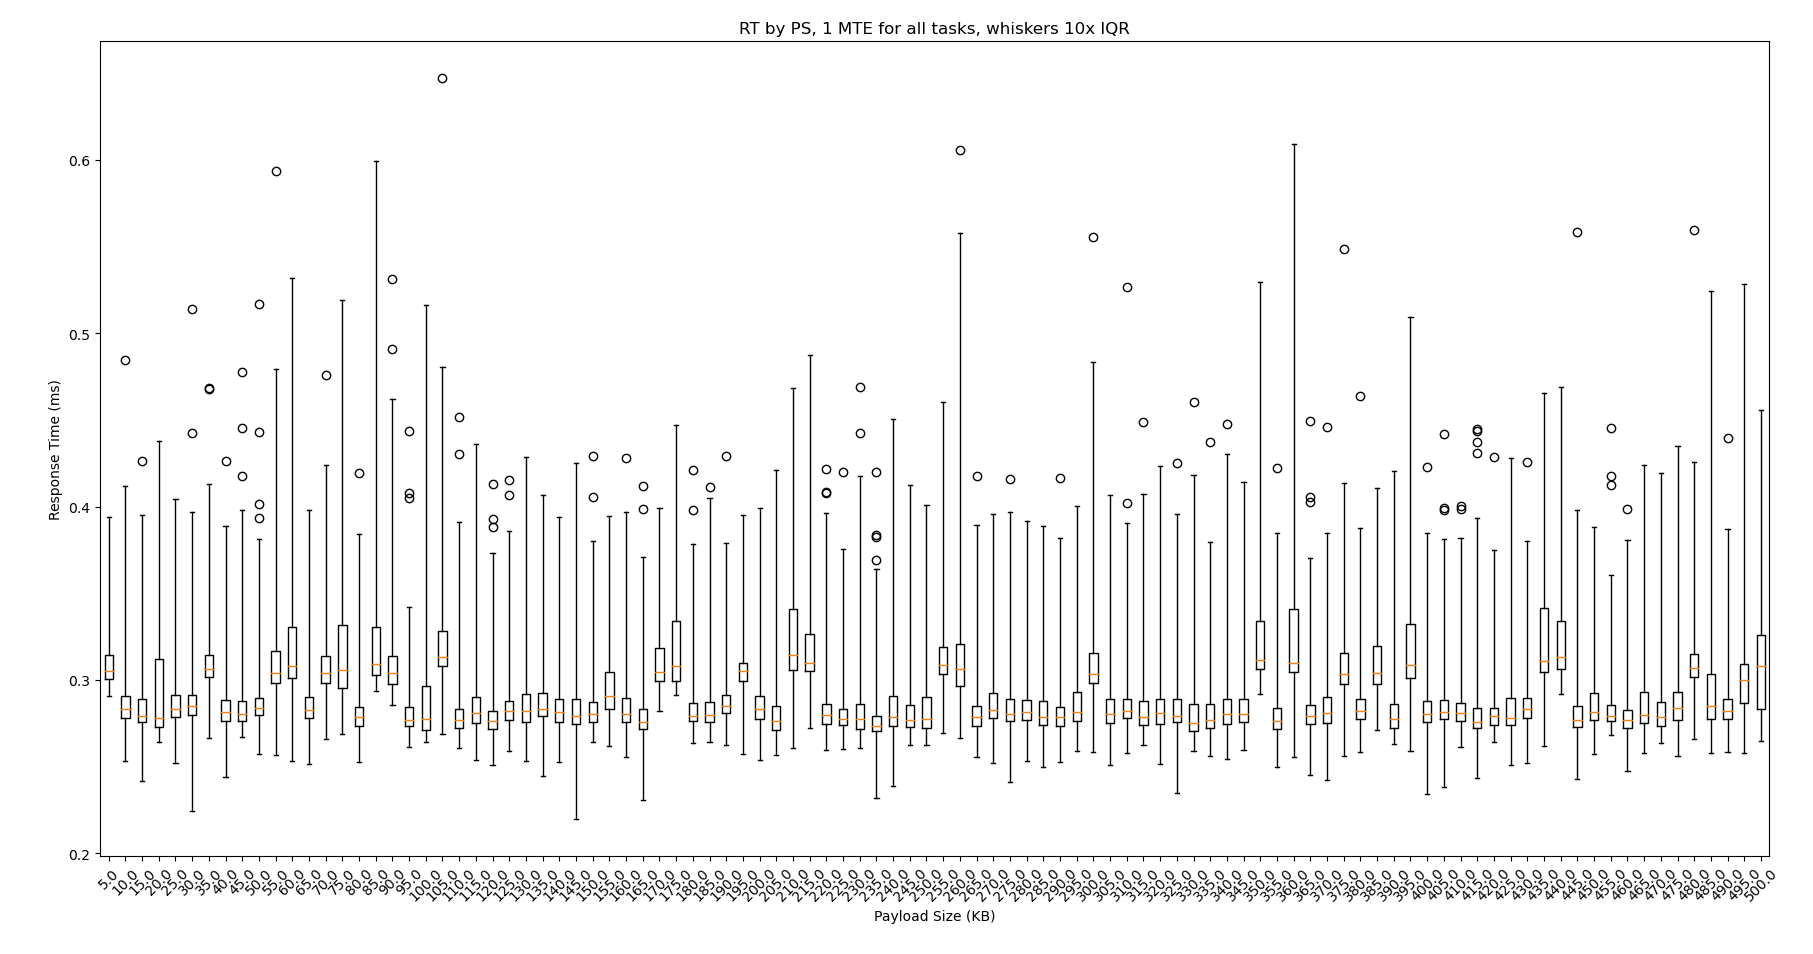 RT by PS, 1 MTE for all tasks, whiskers 10x IQR
0.6
0.5
0.4
0.3
0.2
Response Time (ms)
5.0 10.0 15.0 20.0 25.0 30.0 35.0 40.0 45.0 50.0 55.0 60.0 65.0 70.0 75.0 80.0 85.0 90.0 95.0 100.0 105.0 110.0 115.0 120.0 125.0 130.0 135.0 140.0 145.0 150.0 155.0 160.0 165.0 170.0 175.0 180.0 185.0 190.0 195.0 200.0 205.0 210.0 215.0 220.0 225.0 230.0 235.0 240.0 245.0 250.0 255.0 260.0 265.0 270.0 275.0 280.0 285.0 290.0 295.0 300.0 305.0 310.0 315.0 320.0 325.0 330.0 335.0 340.0 345.0 350.0 355.0 360.0 365.0 370.0 375.0 380.0 385.0 390.0 395.0 400.0 405.0 410.0 415.0 420.0 425.0 430.0 435.0 440.0 445.0 450.0 455.0 460.0 465.0 470.0 475.0 480.0 485.0 490.0 495.0 500.0
Payload Size (KB)